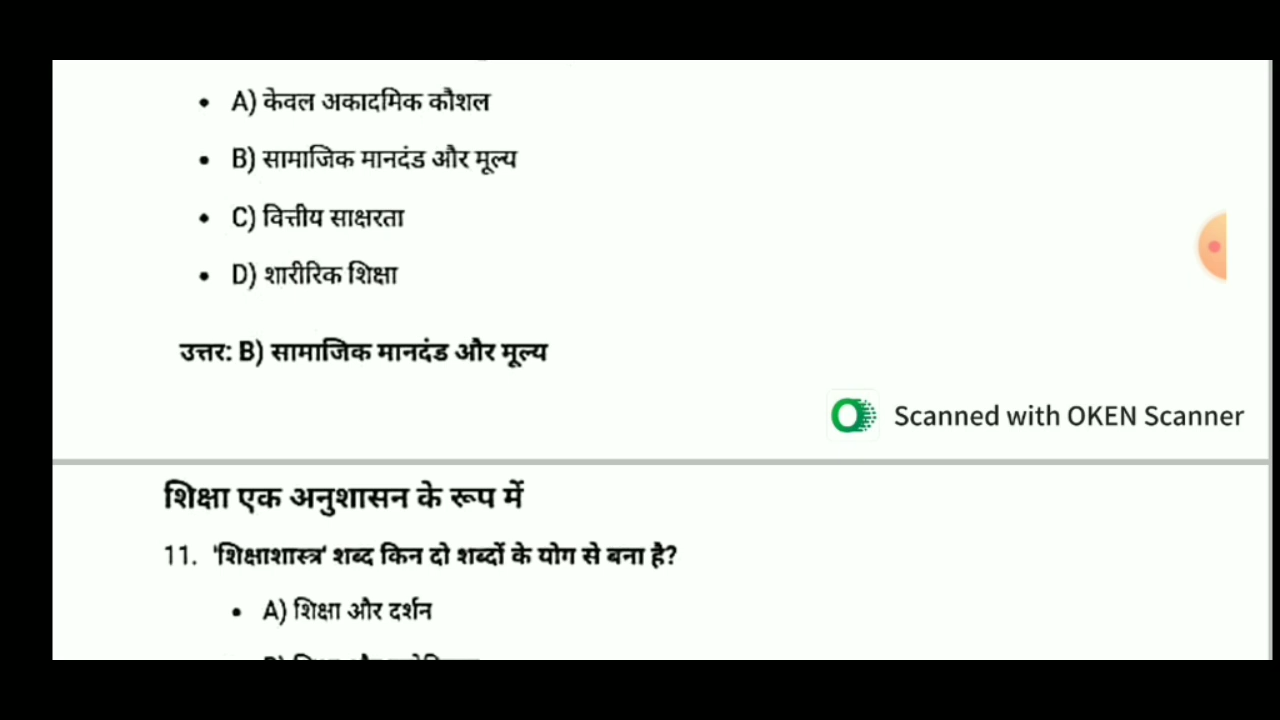 • A) केवल अकादमिक कौशल
• B) सामाजिक मानदंड और मूल्य
• C) वित्तीय साक्षरता
• D) शारीरिक शिक्षा
उत्तर: B) सामाजिक मानदंड और मूल्य
Scanned with OKEN Scanner
शिक्षा एक अनुशासन के रूप में
11. 'शिक्षाशास्त्र' शब्द किन दो शब्दों के योग से बना है?
• A) शिक्षा और दर्शन